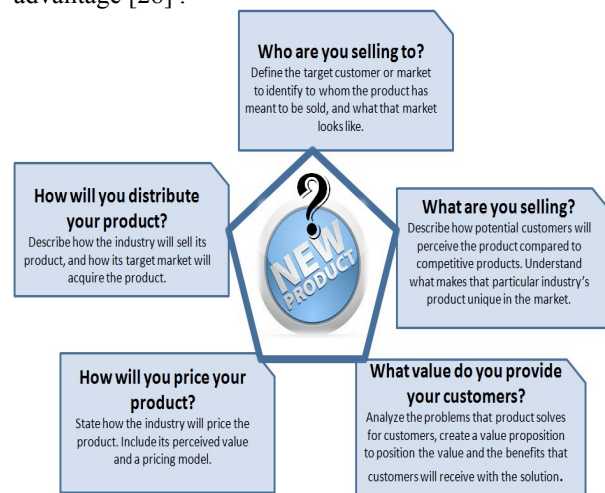 advantage [28] .
Who are you selling to?
Define the target customer or market
to identify to whom the product has
meant to be sold, and what that market
looks like.
How will you distribute
your product?
Describe how the industry will sell its
product, and how its target market will
acquire the product.
?
NEW
PRODUCT
What are you selling?
Describe how potential customers will
perceive the product compared to
competitive products. Understand
what makes that particular industry's
product unique in the market.
How will you price your
product?
State how the industry will price the
product. Include its perceived value
and a pricing model.
What value do you provide
your customers?
Analyze the problems that product solves
for customers, create a value proposition
to position the value and the benefits that
customers will receive with the solution.